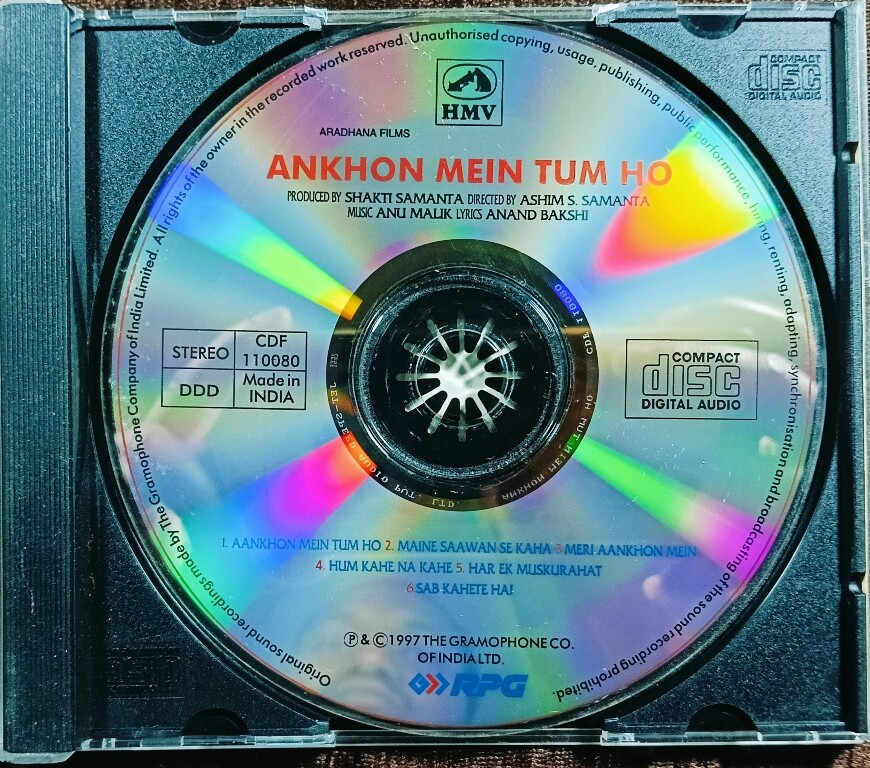 Original sound recordings made by The Gramophone Company of India Limited. All rights of the owner in the recorded work reserved. Unauthorised copying, usage, publishing, public performance, hiring, renting, adapting, synchronisation and broadcasting of the sound recording prohibited.
HMV
COMPACT
disc
DIGITAL AUDIO
ARADHANA FILMS
ANKHON MEIN TUM HO
PRODUCED BY SHAKTI SAMANTA DIRECTED BY ASHIM S. SAMANTA
MUSIC ANU MALIK LYRICS ANAND BAKSHI
STEREO
CDF
110080
DDD
Made in
INDIA
COMPACT
disc
DIGITAL AUDIO
ANKHON MEIN TUM HO
1. AANKHON MEIN TUM HO 2. MAINE SAAWAN SE KAHA 3 MERI AANKHON MEIN
4. HUM KAHE NA KAHE 5. HAR EK MUSKURAHAT
6. SAB KAHETE HAI
Ⓟ & © 1997 THE GRAMOPHONE CO.
OF INDIA LTD.
RPG